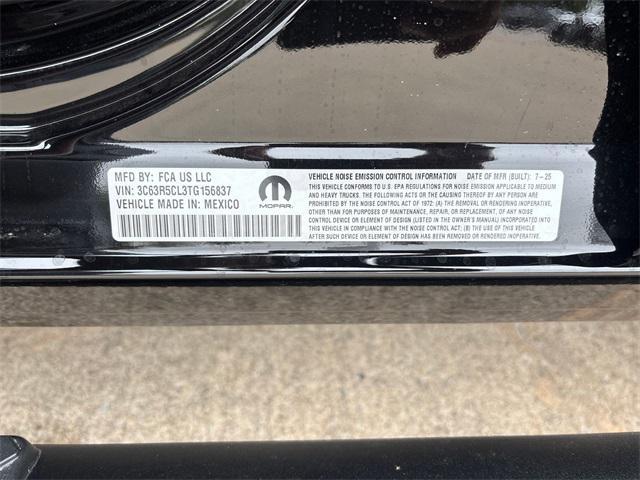 MFD BY: FCA US LLC
VIN: 3C63R5CL3TG156837
VEHICLE MADE IN: MEXICO
MOPAR
VEHICLE NOISE EMISSION CONTROL INFORMATION DATE OF MFR (BUILT): 7-25
THIS VEHICLE CONFORMS TO U.S. EPA REGULATIONS APPLICABLE TO MEDIUM
AND HEAVY TRUCKS. THE FOLLOWING ACTS OR THE CAUSING THEREOF BY ANY
PERSON ARE PROHIBITED BY THE NOISE CONTROL ACT OF 1972: (A) THE REMOVAL OR RENDERING INOPERATIVE,
OTHER THAN FOR PURPOSES OF MAINTENANCE, REPAIR, OR REPLACEMENT, OF ANY NOISE
CONTROL DEVICE OR ELEMENT OF DESIGN (LISTED IN THE OWNER'S MANUAL) INCORPORATED INTO
THIS VEHICLE IN COMPLIANCE WITH THE NOISE CONTROL ACT; (B) THE USE OF THIS VEHICLE
AFTER SUCH DEVICE OR ELEMENT OF DESIGN HAS BEEN REMOVED OR RENDERED INOPERATIVE.